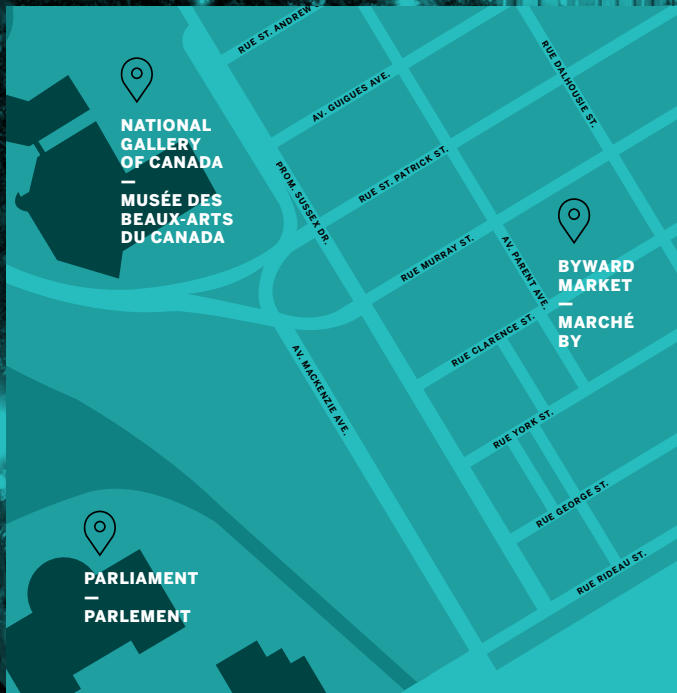 RUE ST. ANDREW
RUE DALHOUSIE ST.
AV. GUIGUES AVE.
NATIONAL
GALLERY
OF CANADA
—
MUSÉE DES
BEAUX-ARTS
DU CANADA
RUE ST. PATRICK ST.
PROM. SUSSEX DR.
RUE MURRAY ST.
AV. PARENT AVE.
BYWARD
MARKET
—
MARCHÉ
BY
RUE CLARENCE ST.
AV. MACKENZIE AVE.
RUE YORK ST.
RUE GEORGE ST.
RUE RIDEAU ST.
PARLIAMENT
—
PARLEMENT